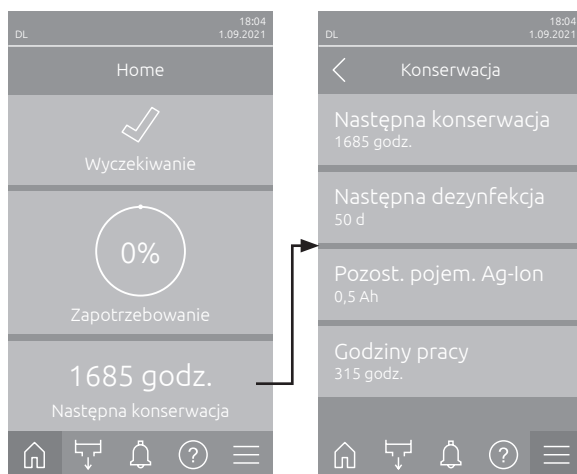 18:04
DL 1.09.2021
Home
Wyczekiwanie
0%
Zapotrzebowanie
1685 godz.
Następna konserwacja
?
18:04
DL 1.09.2021
Konserwacja
Następna konserwacja
1685 godz.
Następna dezynfekcja
50 d
Pozost. pojem. Ag-Ion
0,5 Ah
Godziny pracy
315 godz.
?